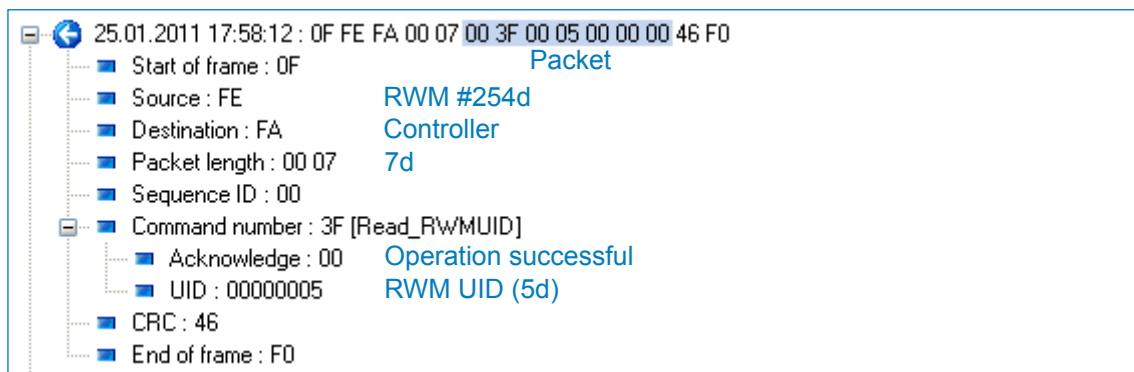 25.01.2011 17:58:12 : 0F FE FA 00 07 00 3F 00 05 00 00 00 46 F0
Start of frame : 0F Packet
Source : FE RWM #254d
Destination : FA Controller
Packet length : 00 07 7d
Sequence ID : 00
Command number : 3F [Read_RWMUID]
Acknowledge : 00 Operation successful
UID : 00000005 RWM UID (5d)
CRC : 46
End of frame : F0